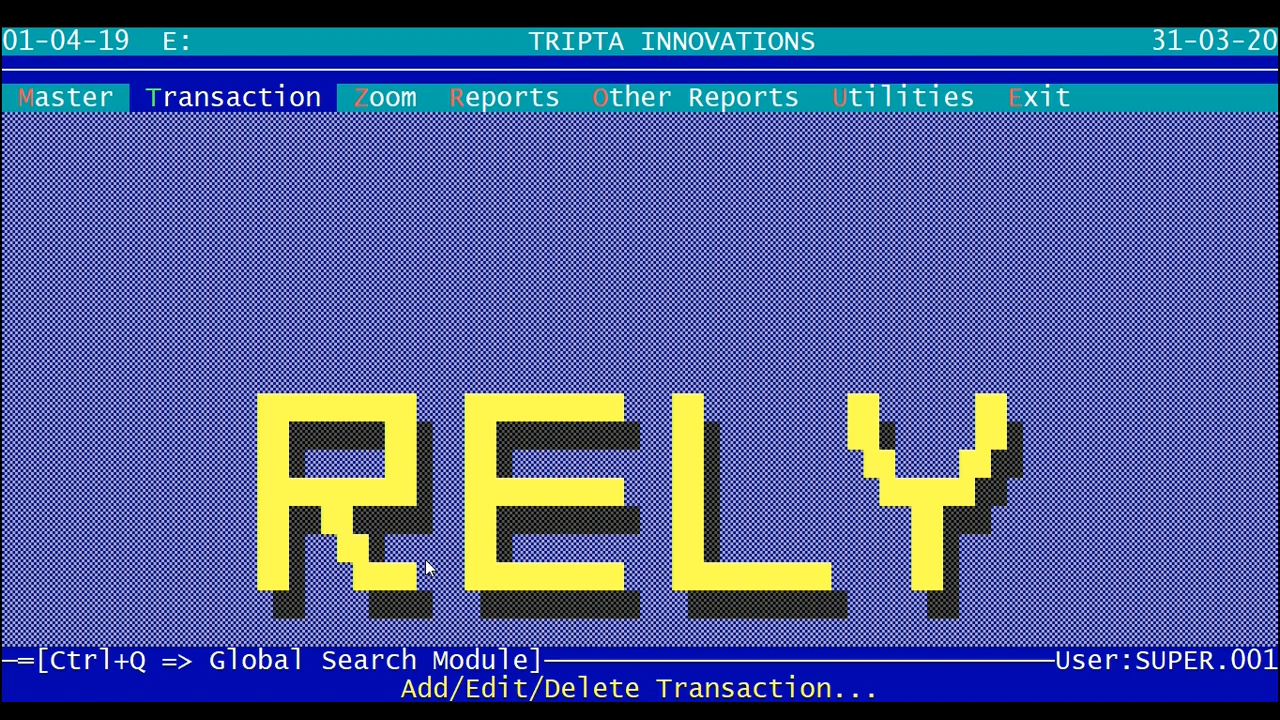 01-04-19 E: TRIPTA INNOVATIONS 31-03-20
Master Transaction Zoom Reports Other Reports Utilities Exit
RELY
[Ctrl+Q => Global Search Module] User:SUPER.001
Add/Edit/Delete Transaction...